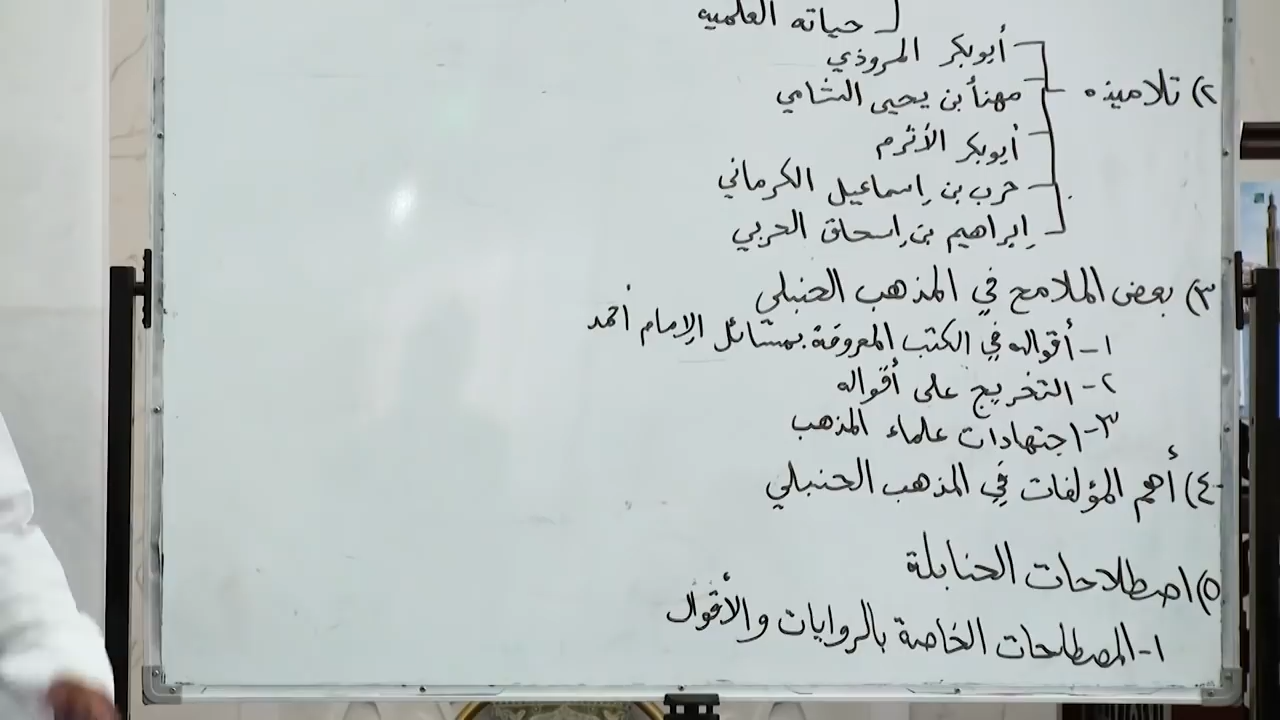 حياته العلمية
٢) تلاميذه
أبوبكر المروذي
مهنأ بن يحيى الشامي
أبوبكر الأثرم
حرب بن إسماعيل الكرماني
إبراهيم بن إسحاق الحربي
٣) بعض الملامح في المذهب الحنبلي
١- أقواله في الكتب المعروفة بمسائل الإمام أحمد
٢- التخريج على أقواله
٣- اجتهادات علماء المذهب
٤) أهم المؤلفات في المذهب الحنبلي
٥) اصطلاحات الحنابلة
١- المصطلحات الخاصة بالروايات والأقوال